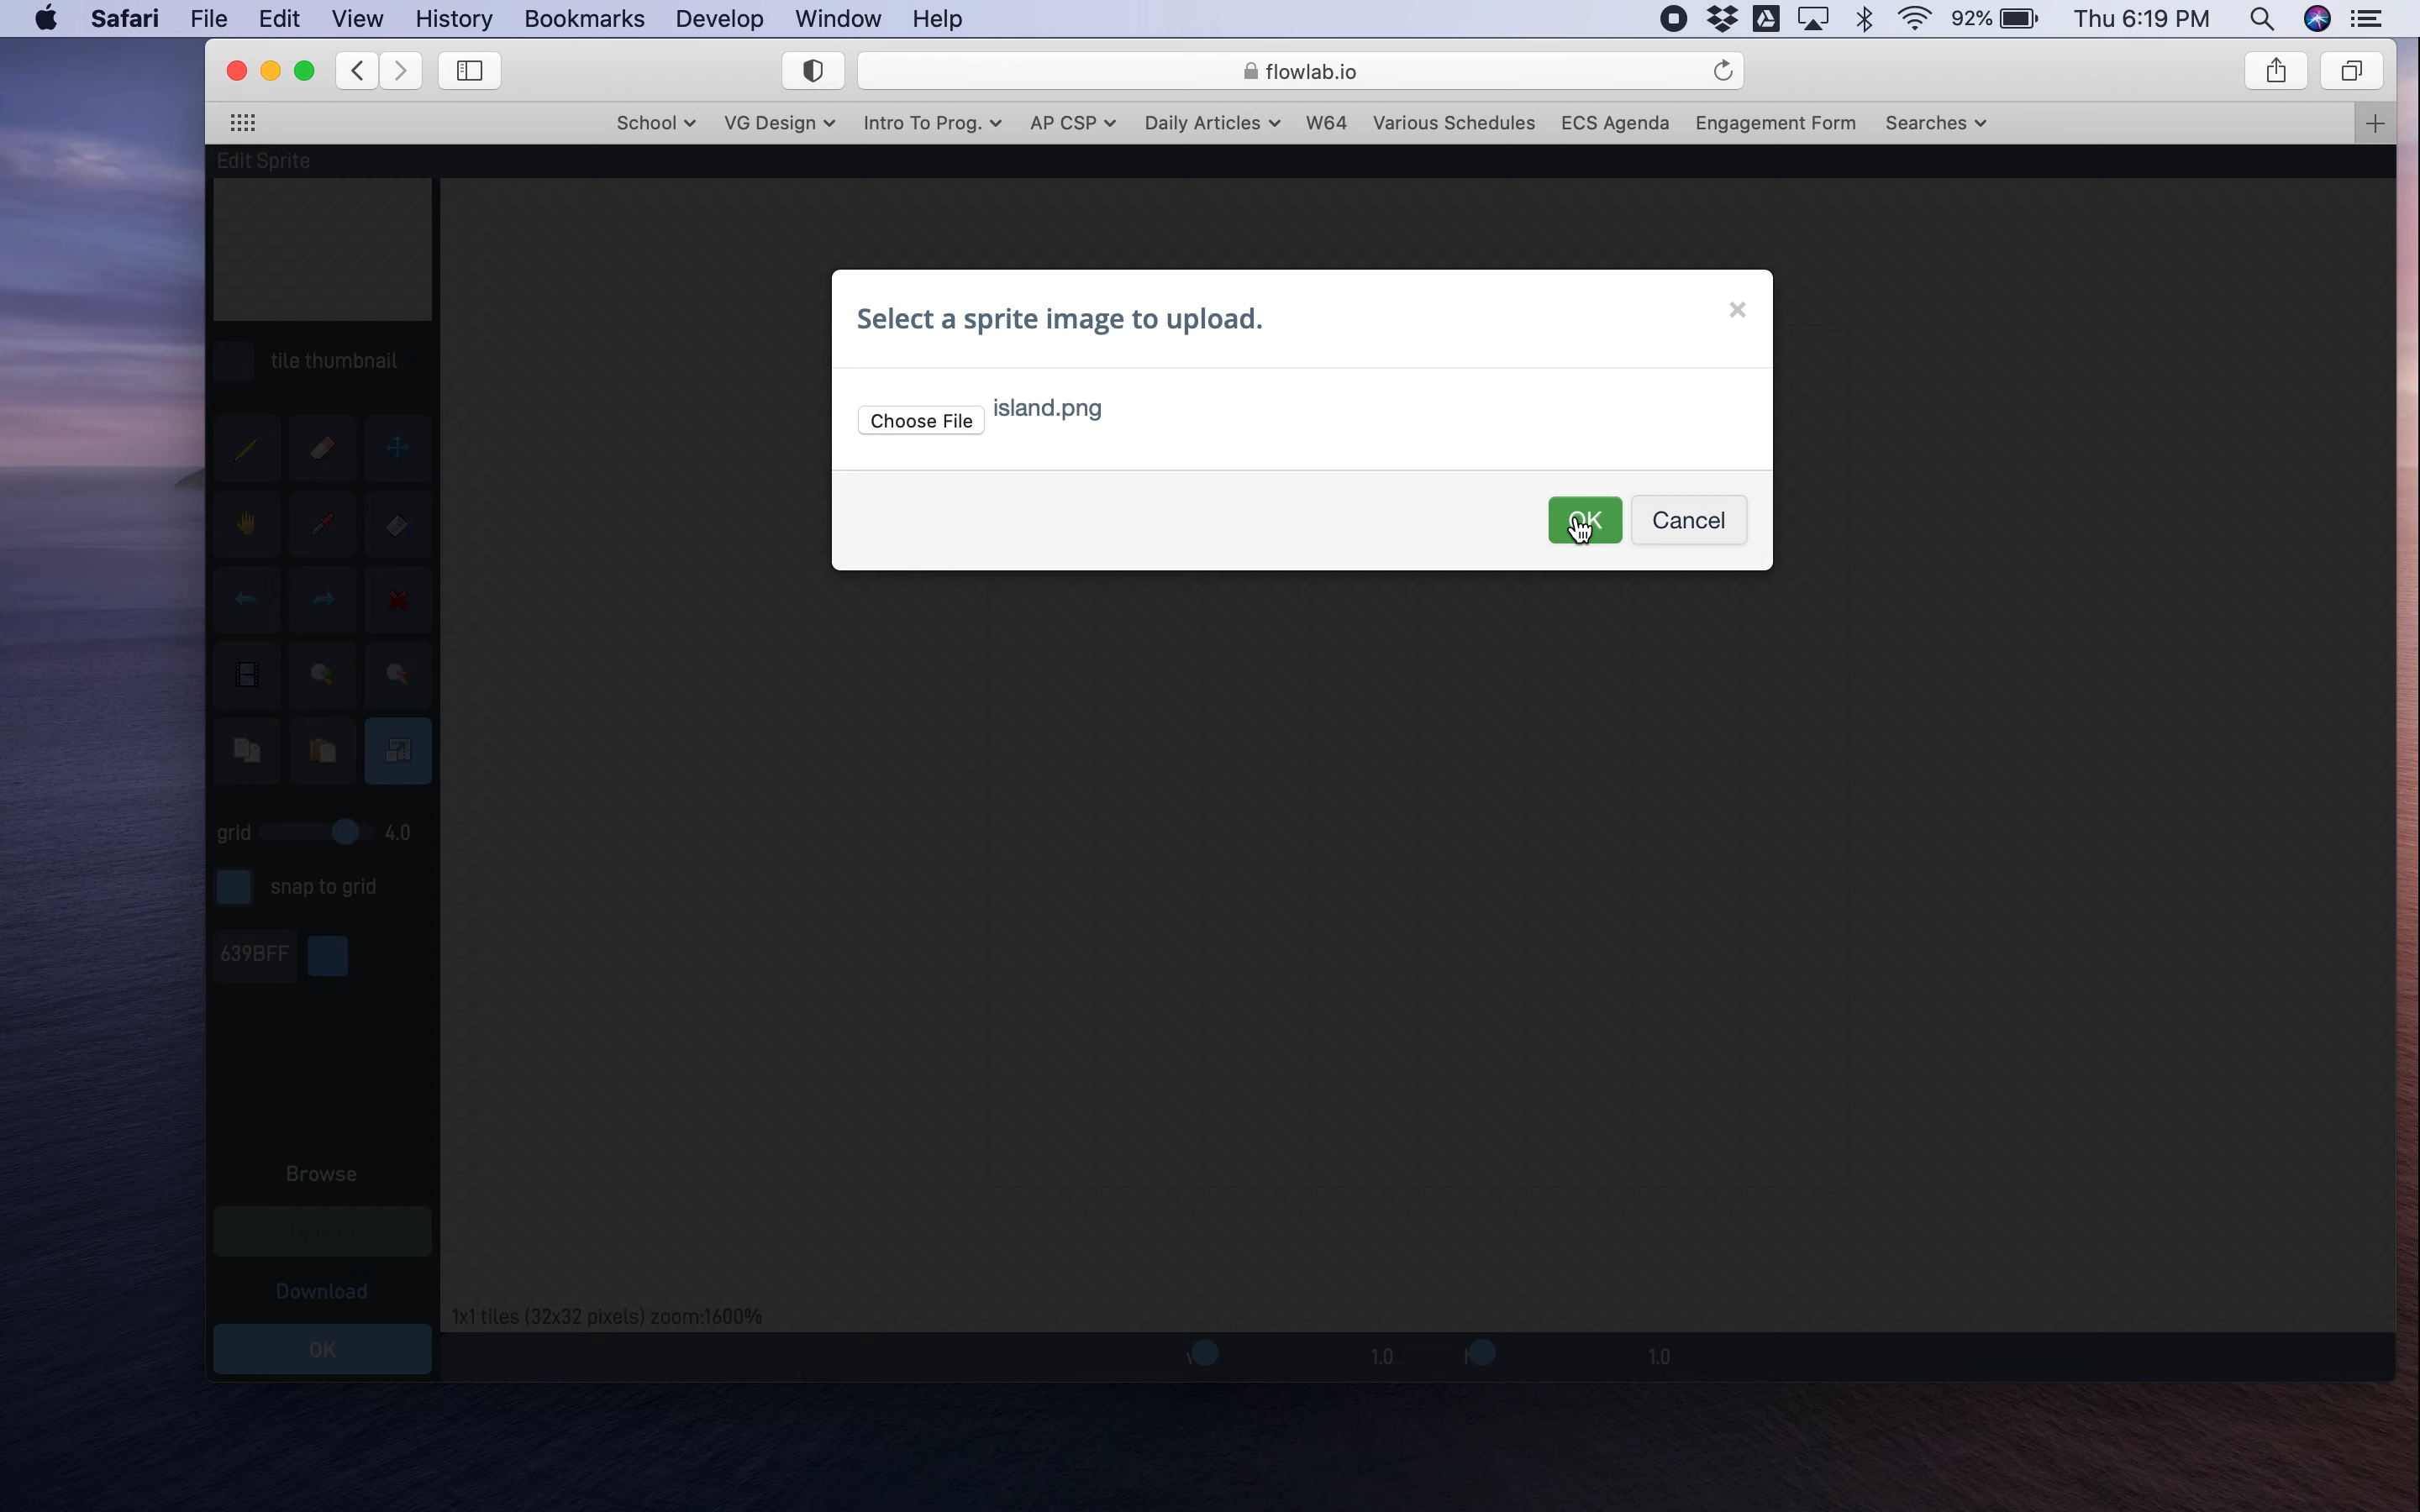 Safari File Edit View History Bookmarks Develop Window Help 92% Thu 6:19 PM
flowlab.io
School VG Design Intro To Prog. AP CSP Daily Articles W64 Various Schedules ECS Agenda Engagement Form Searches
Edit Sprite
Select a sprite image to upload. ×
tile thumbnail
Choose File island.png
OK Cancel
grid 4.0
snap to grid
639BFF
Browse
Download
1x1 tiles (32x32 pixels) zoom:1600%
OK
1.0 1.0